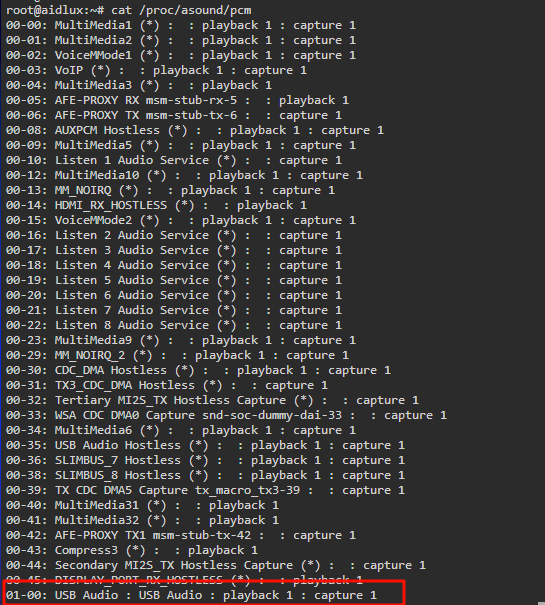 root@aidlux:~# cat /proc/asound/pcm
00-00: MultiMedia1 (*) :  : playback 1 : capture 1
00-01: MultiMedia2 (*) :  : playback 1 : capture 1
00-02: VoiceMMode1 (*) :  : playback 1 : capture 1
00-03: VoIP (*) :  : playback 1 : capture 1
00-04: MultiMedia3 (*) :  : playback 1
00-05: AFE-PROXY RX msm-stub-rx-5 :  : playback 1
00-06: AFE-PROXY TX msm-stub-tx-6 :  : capture 1
00-08: AUXPCM Hostless (*) :  : playback 1 : capture 1
00-09: MultiMedia5 (*) :  : playback 1 : capture 1
00-10: Listen 1 Audio Service (*) :  : capture 1
00-12: MultiMedia10 (*) :  : playback 1 : capture 1
00-13: MM_NOIRQ (*) :  : playback 1 : capture 1
00-14: HDMI_RX_HOSTLESS (*) :  : playback 1
00-15: VoiceMMode2 (*) :  : playback 1 : capture 1
00-16: Listen 2 Audio Service (*) :  : capture 1
00-17: Listen 3 Audio Service (*) :  : capture 1
00-18: Listen 4 Audio Service (*) :  : capture 1
00-19: Listen 5 Audio Service (*) :  : capture 1
00-20: Listen 6 Audio Service (*) :  : capture 1
00-21: Listen 7 Audio Service (*) :  : capture 1
00-22: Listen 8 Audio Service (*) :  : capture 1
00-23: MultiMedia9 (*) :  : playback 1 : capture 1
00-29: MM_NOIRQ_2 (*) :  : playback 1 : capture 1
00-30: CDC_DMA Hostless (*) :  : playback 1 : capture 1
00-31: TX3_CDC_DMA Hostless (*) :  : capture 1
00-32: Tertiary MI2S_TX Hostless Capture (*) :  : capture 1
00-33: WSA CDC DMA0 Capture snd-soc-dummy-dai-33 :  : capture 1
00-34: MultiMedia6 (*) :  : playback 1 : capture 1
00-35: USB Audio Hostless (*) :  : playback 1 : capture 1
00-36: SLIMBUS_7 Hostless (*) :  : playback 1 : capture 1
00-38: SLIMBUS_8 Hostless (*) :  : playback 1 : capture 1
00-39: TX CDC DMA5 Capture tx_macro_tx3-39 :  : capture 1
00-40: MultiMedia31 (*) :  : playback 1
00-41: MultiMedia32 (*) :  : playback 1
00-42: AFE-PROXY TX1 msm-stub-tx-42 :  : capture 1
00-43: Compress3 (*) :  : playback 1
00-44: Secondary MI2S_TX Hostless Capture (*) :  : capture 1
00-45: DISPLAY_PORT_RX_HOSTLESS (*) :  : playback 1
01-00: USB Audio : USB Audio : playback 1 : capture 1